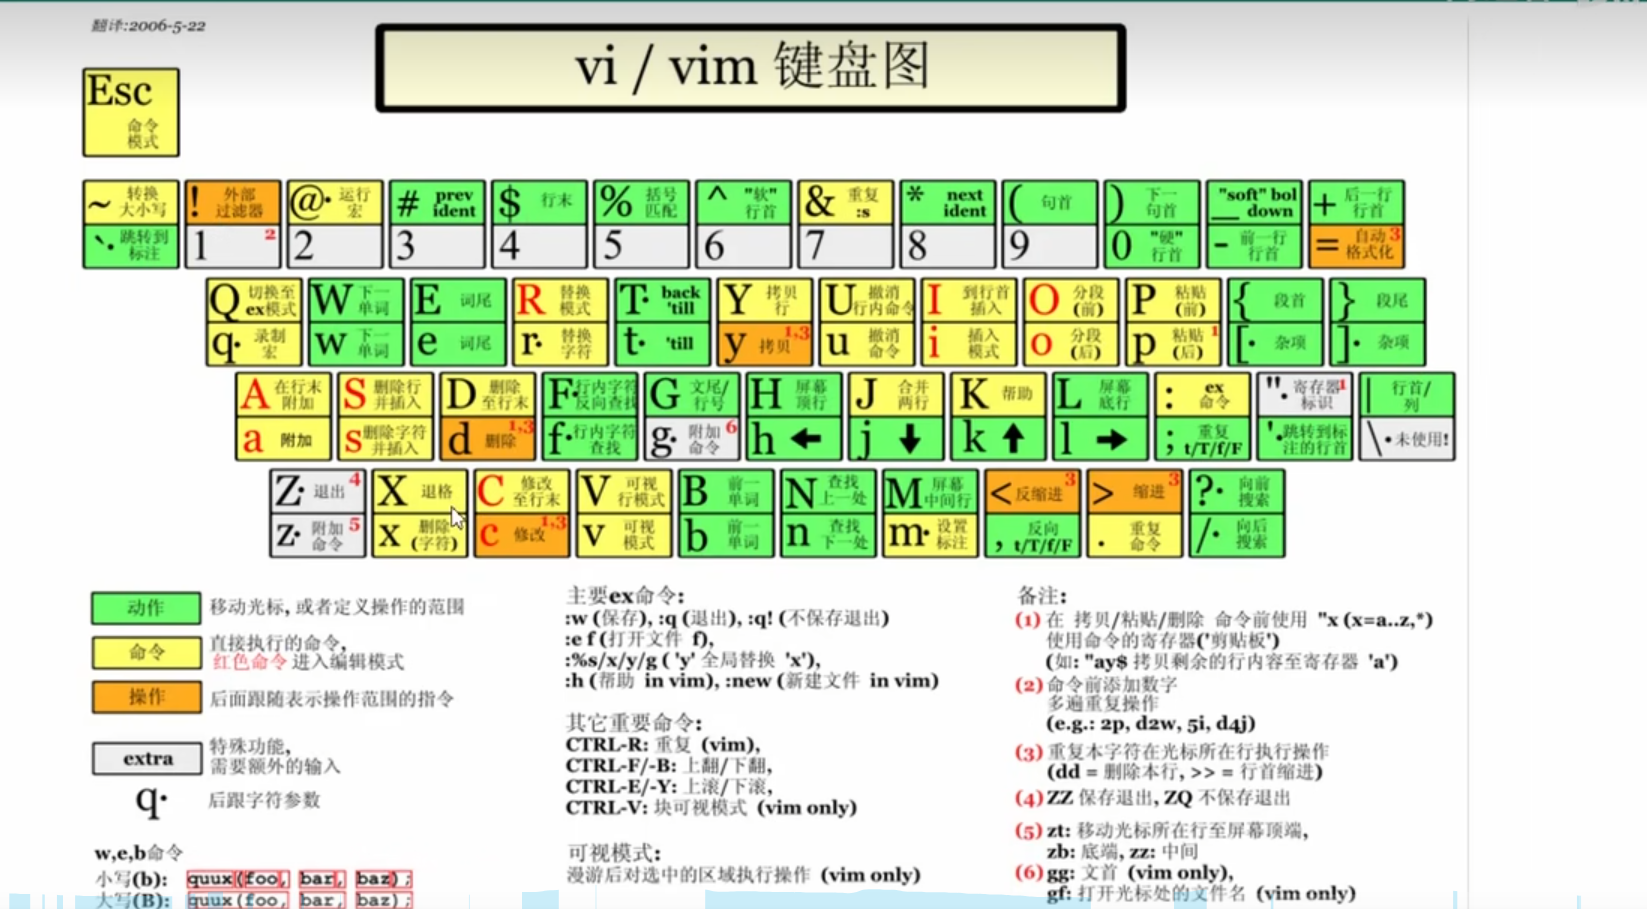 翻译:2006-5-22
vi / vim 键盘图
Esc
命令
模式
~ 转换
大小写
! 外部
过滤器
@· 运行
宏
# prev
ident
$ 行末
% 括号
匹配
^ "软"
行首
& 重复
:s
* next
ident
( 句首
) 下一
句首
_ "soft" bol
down
+ 后一行
行首
`· 跳转到
标注
1 2
2
3
4
5
6
7
8
9
0 "硬"
行首
- 前一行
行首
= 自动 3
格式化
Q 切换至
ex模式
W 下一
单词
E 词尾
R 替换
模式
T· back
'till
Y 拷贝
行
U 撤消
行内命令
I 到行首
插入
O 分段
(前)
P 粘贴
(前)
{ 段首
} 段尾
q· 录制
宏
w 下一
单词
e 词尾
r· 替换
字符
t· 'till
y 拷贝 1,3
u 撤消
命令
i 插入
模式
o 分段
(后)
p 粘贴 1
(后)
[· 杂项
]· 杂项
A 在行末
附加
S 删除行
并插入
D 删除
至行末
F· 行内字符
反向查找
G 文尾/
行号
H 屏幕
顶行
J 合并
两行
K 帮助
L 屏幕
底行
: ex
命令
"· 寄存器 1
标识
| 行首/
列
a 附加
s 删除字符
并插入
d 删除 1,3
f· 行内字符
查找
g· 附加 6
命令
h ←
j ↓
k ↑
l →
; 重复
t/T/f/F
'· 跳转到标
注的行首
\· 未使用!
Z· 退出 4
X 退格
C 修改
至行末
V 可视
行模式
B 前一
单词
N 查找
上一处
M 屏幕
中间行
< 反缩进 3
> 缩进 3
?· 向前
搜索
z· 附加 5
命令
x 删除
(字符)
c 修改 1,3
v 可视
模式
b 前一
单词
n 查找
下一处
m· 设置
标注
, 反向
t/T/f/F
. 重复
命令
/· 向后
搜索
动作 移动光标, 或者定义操作的范围
命令 直接执行的命令,
红色命令 进入编辑模式
操作 后面跟随表示操作范围的指令
extra 特殊功能,
需要额外的输入
q· 后跟字符参数
w,e,b命令
小写(b): quux(foo, bar, baz);
大写(B): quux(foo, bar, baz);
主要ex命令:
:w (保存), :q (退出), :q! (不保存退出)
:e f (打开文件 f),
:%s/x/y/g ( 'y' 全局替换 'x'),
:h (帮助 in vim), :new (新建文件 in vim)
其它重要命令:
CTRL-R: 重复 (vim),
CTRL-F/-B: 上翻/下翻,
CTRL-E/-Y: 上滚/下滚,
CTRL-V: 块可视模式 (vim only)
可视模式:
漫游后对选中的区域执行操作 (vim only)
备注:
(1) 在 拷贝/粘贴/删除 命令前使用 "x (x=a..z,*)
使用命令的寄存器('剪贴板')
(如: "ay$ 拷贝剩余的行内容至寄存器 'a')
(2) 命令前添加数字
多遍重复操作
(e.g.: 2p, d2w, 5i, d4j)
(3) 重复本字符在光标所在行执行操作
(dd = 删除本行, >> = 行首缩进)
(4) ZZ 保存退出, ZQ 不保存退出
(5) zt: 移动光标所在行至屏幕顶端,
zb: 底端, zz: 中间
(6) gg: 文首 (vim only),
gf: 打开光标处的文件名 (vim only)